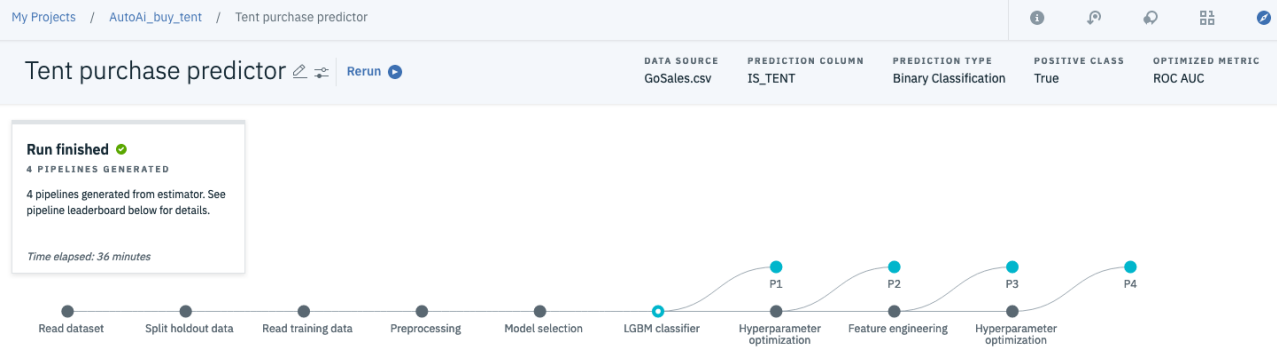 My Projects / AutoAi_buy_tent / Tent purchase predictor
Tent purchase predictor
Rerun
DATA SOURCE
GoSales.csv
PREDICTION COLUMN
IS_TENT
PREDICTION TYPE
Binary Classification
POSITIVE CLASS
True
OPTIMIZED METRIC
ROC AUC
Run finished
4 PIPELINES GENERATED
4 pipelines generated from estimator. See
pipeline leaderboard below for details.
Time elapsed: 36 minutes
P1
P2
P3
P4
Read dataset
Split holdout data
Read training data
Preprocessing
Model selection
LGBM classifier
Hyperparameter
optimization
Feature engineering
Hyperparameter
optimization